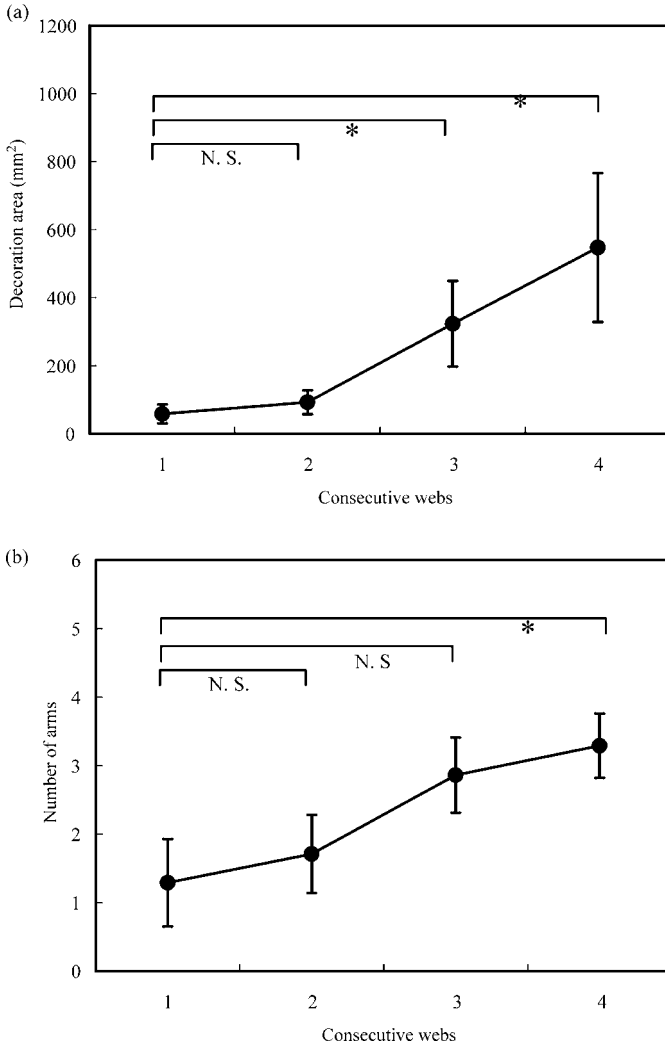 (a)
1200
1000
800
600
400
200
0
Decoration area (mm²)
*
*
N. S.
1 2 3 4
Consecutive webs
(b)
6
5
4
3
2
1
0
Number of arms
*
N. S
N. S.
1 2 3 4
Consecutive webs